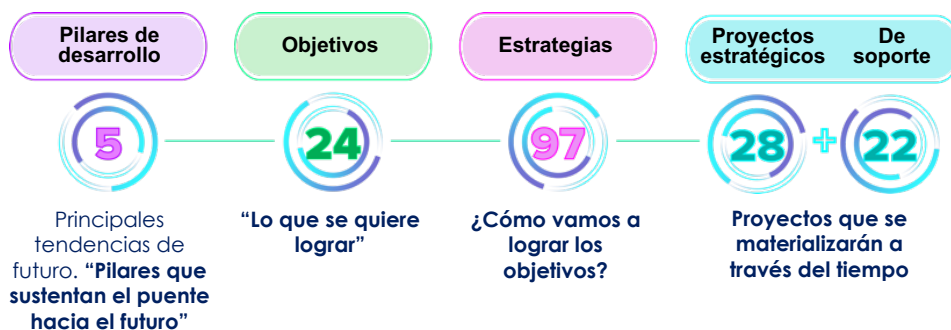 Pilares de
desarrollo
Objetivos
Estrategias
Proyectos
estratégicos
De
soporte
5
24
97
28 + 22
Principales
tendencias de
futuro. “Pilares que
sustentan el puente
hacia el futuro”
“Lo que se quiere
lograr”
¿Cómo vamos a
lograr los
objetivos?
Proyectos que se
materializarán a
través del tiempo